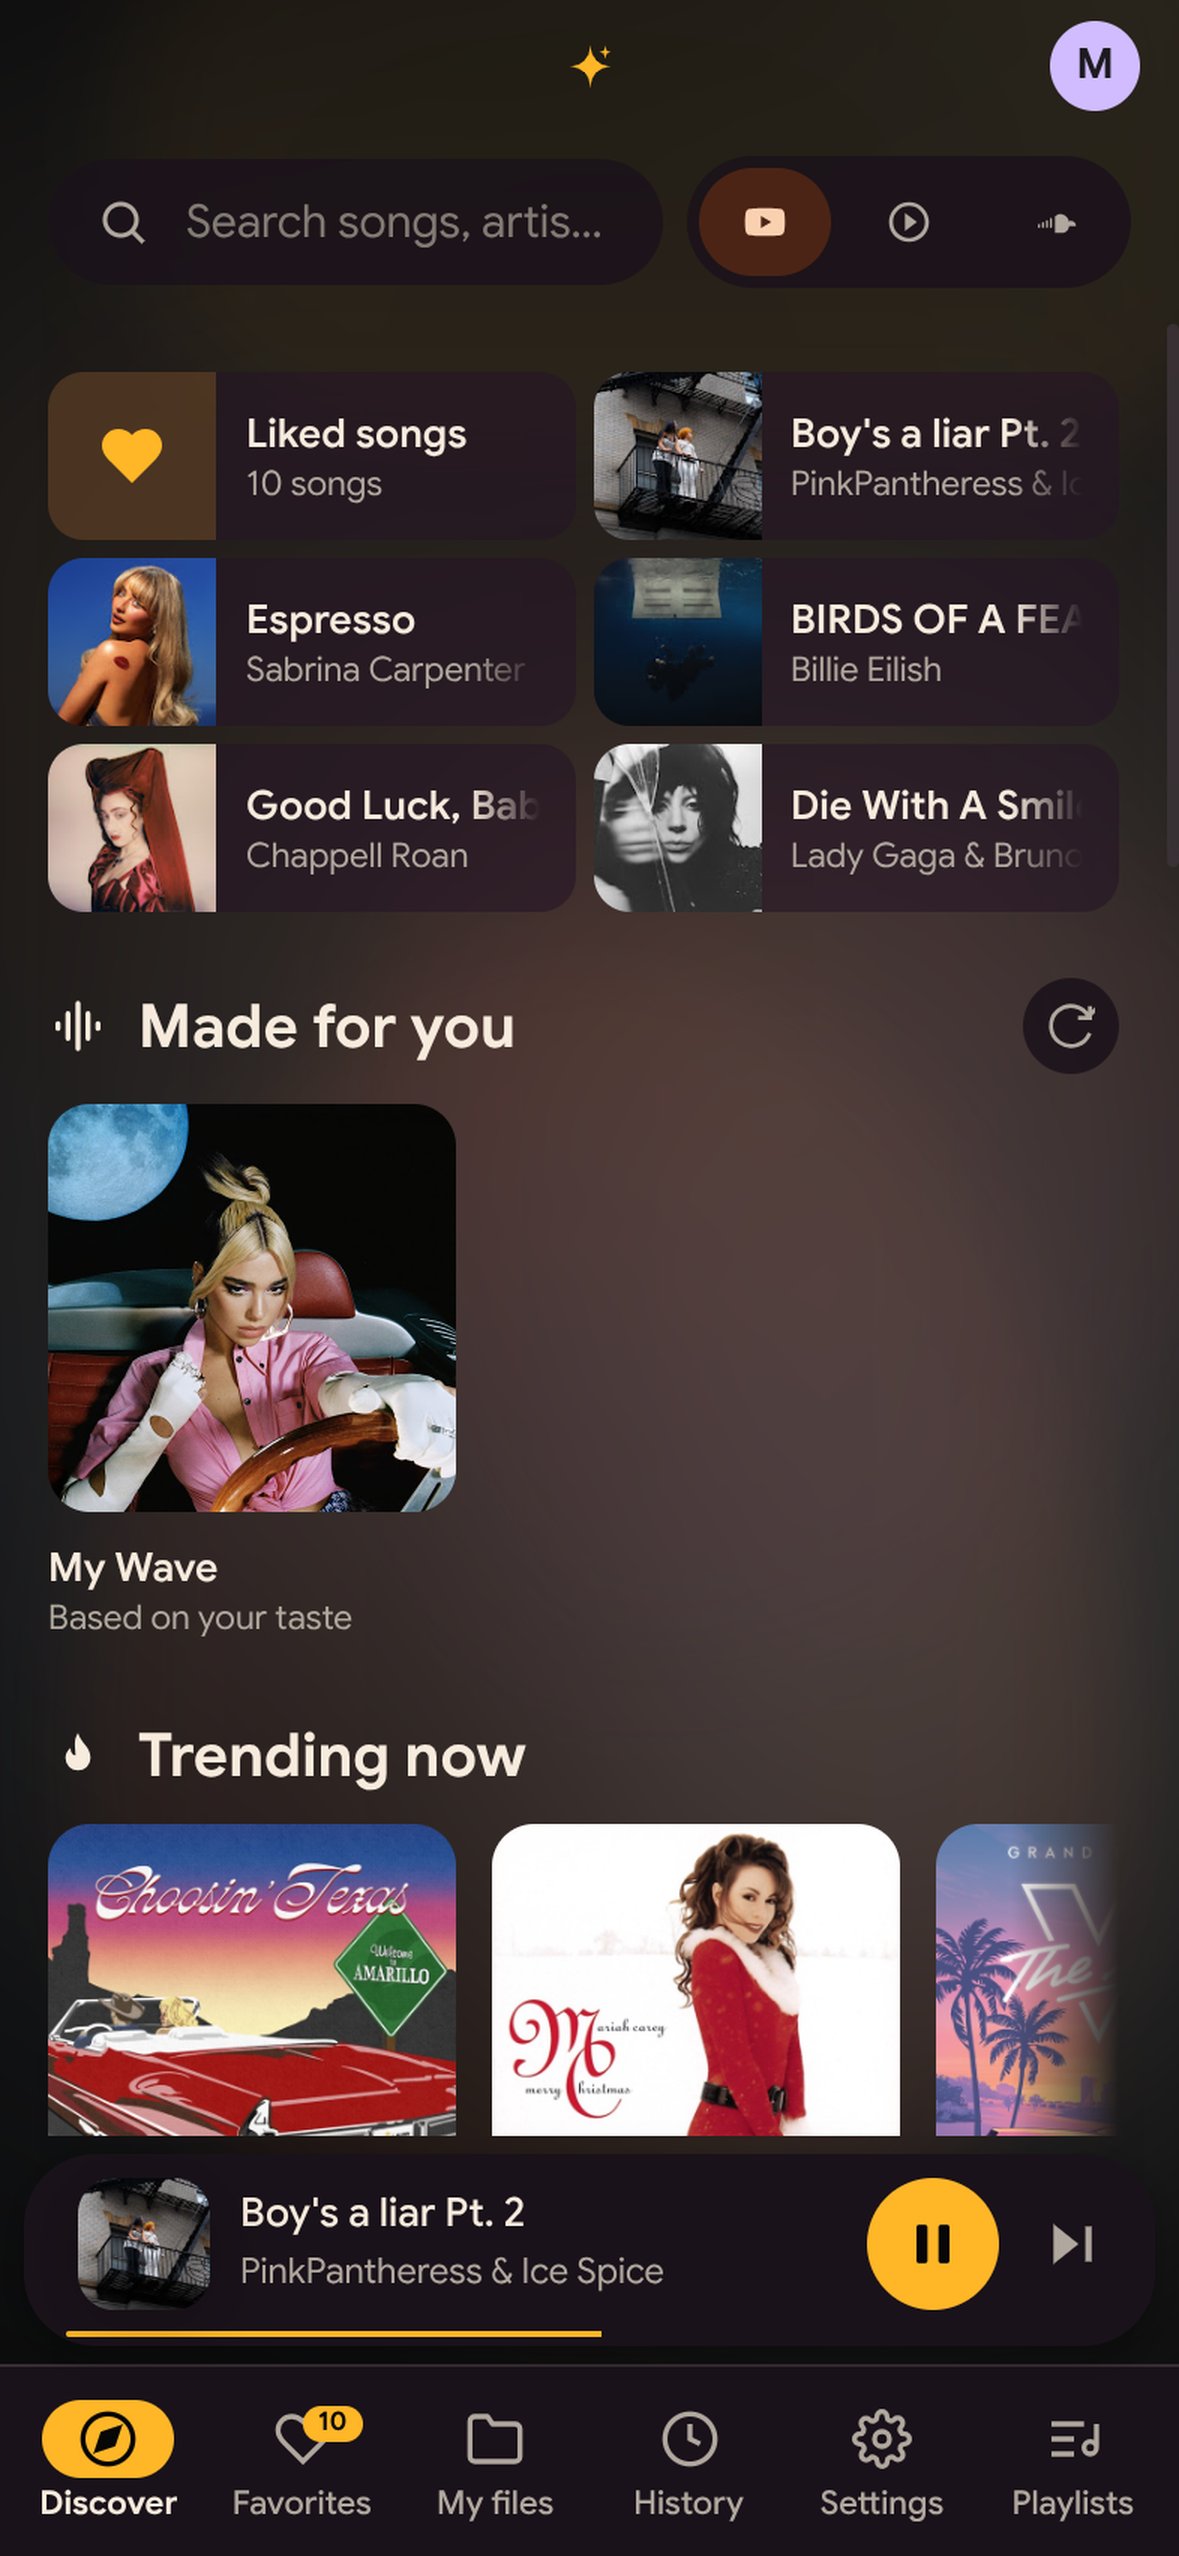 M
Search songs, artis...
Liked songs
10 songs
Boy's a liar Pt. 2
PinkPantheress & Ic
Espresso
Sabrina Carpenter
BIRDS OF A FEA
Billie Eilish
Good Luck, Bab
Chappell Roan
Die With A Smile
Lady Gaga & Bruno
Made for you
My Wave
Based on your taste
Trending now
Choosin' Texas
Welcome
to
AMARILLO
Mariah carey
merry Christmas
GRAND
The
Boy's a liar Pt. 2
PinkPantheress & Ice Spice
10
Discover
Favorites
My files
History
Settings
Playlists